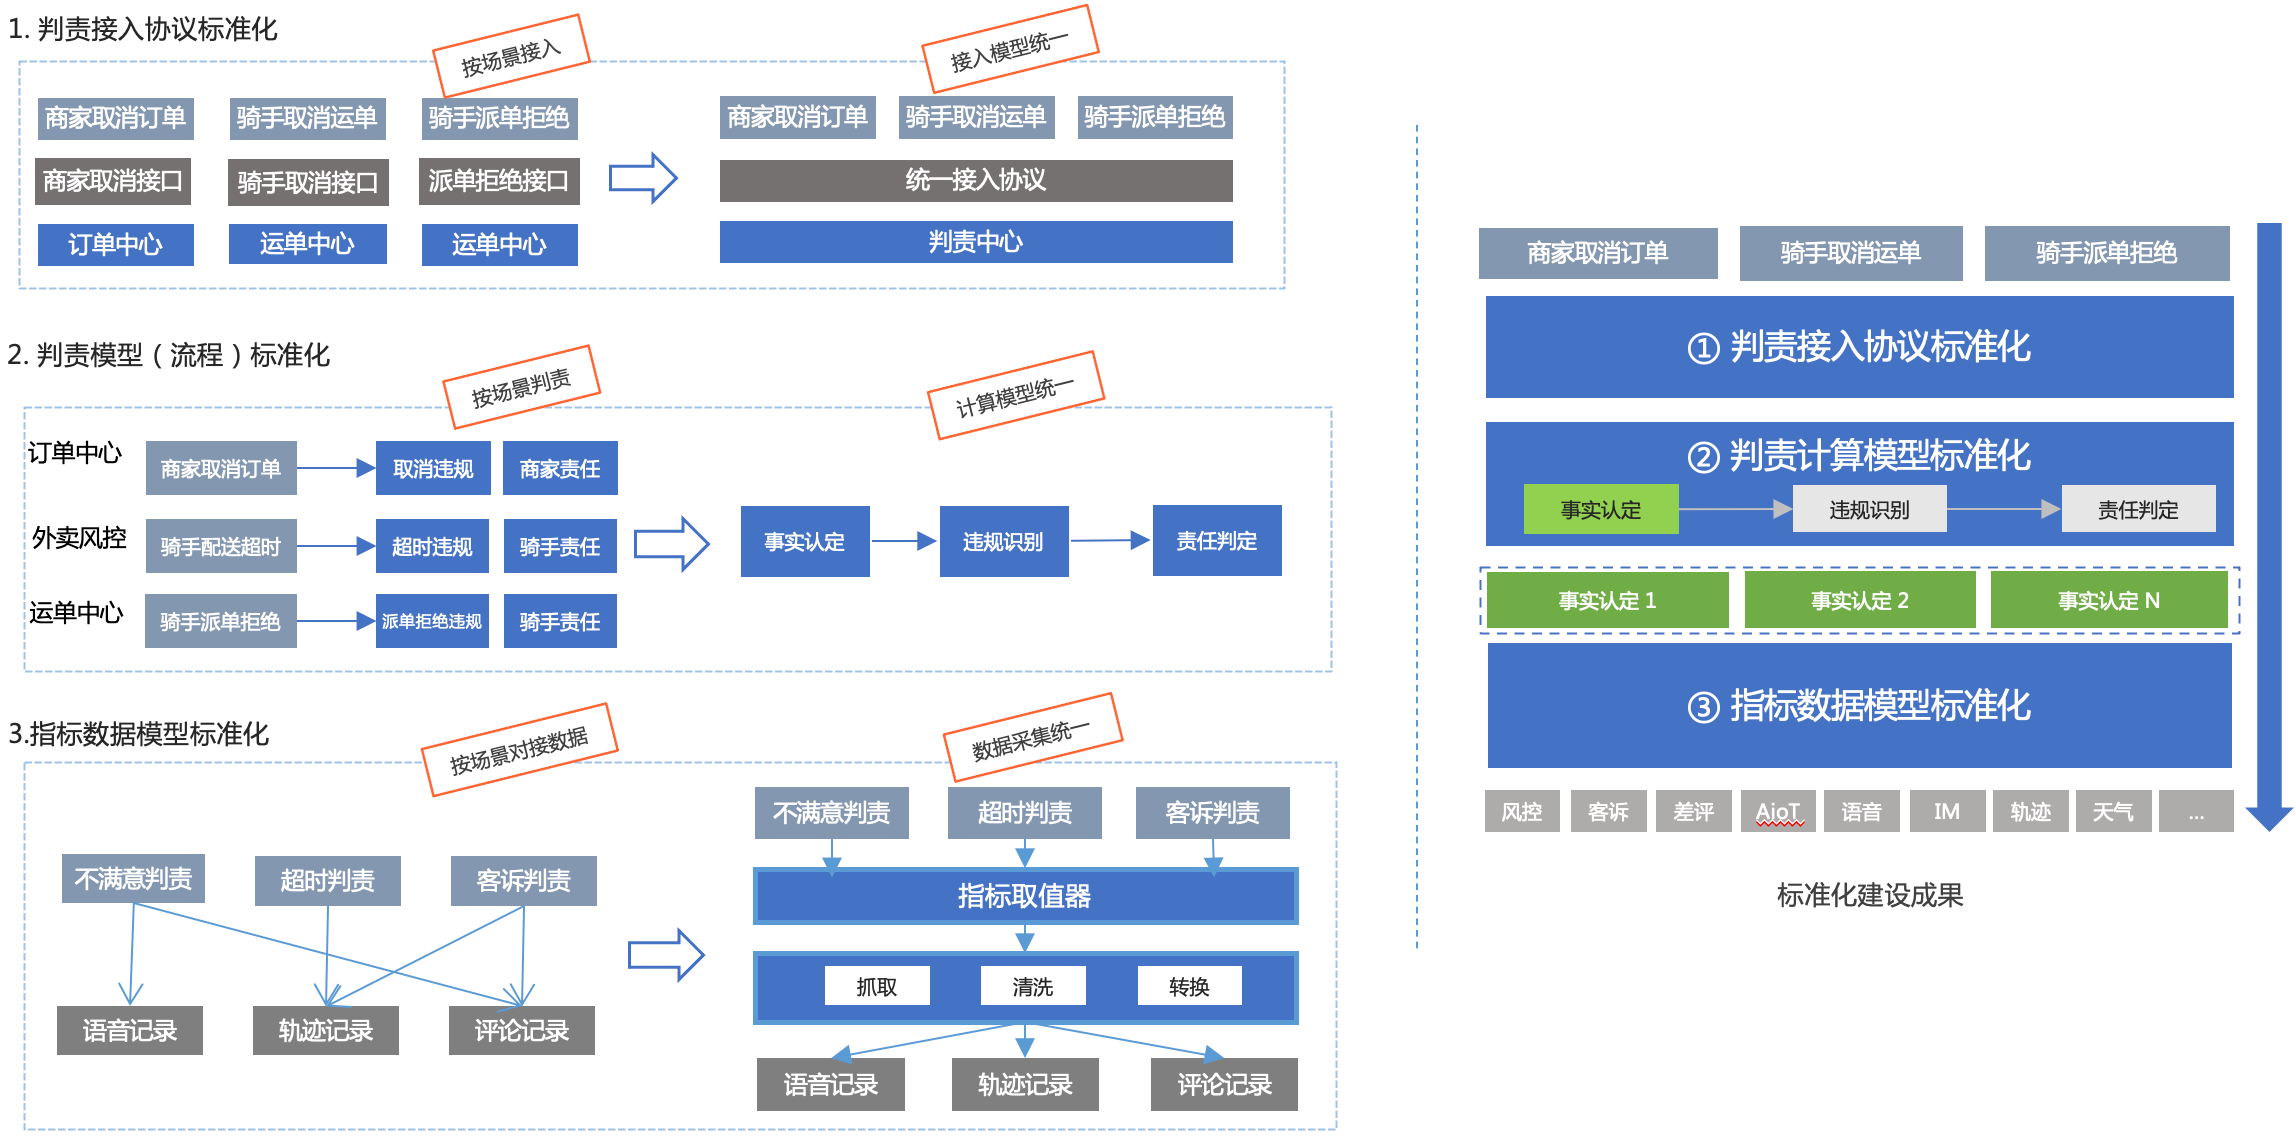 1. 判责接入协议标准化
按场景接入
接入模型统一
商家取消订单
骑手取消运单
骑手派单拒绝
商家取消接口
骑手取消接口
派单拒绝接口
订单中心
运单中心
运单中心
商家取消订单
骑手取消运单
骑手派单拒绝
统一接入协议
判责中心
2. 判责模型（流程）标准化
按场景判责
计算模型统一
订单中心
商家取消订单
取消违规
商家责任
外卖风控
骑手配送超时
超时违规
骑手责任
运单中心
骑手派单拒绝
派单拒绝违规
骑手责任
事实认定
违规识别
责任判定
3.指标数据模型标准化
按场景对接数据
数据采集统一
不满意判责
超时判责
客诉判责
语音记录
轨迹记录
评论记录
不满意判责
超时判责
客诉判责
指标取值器
抓取
清洗
转换
语音记录
轨迹记录
评论记录
商家取消订单
骑手取消运单
骑手派单拒绝
① 判责接入协议标准化
② 判责计算模型标准化
事实认定
违规识别
责任判定
事实认定 1
事实认定 2
事实认定 N
③ 指标数据模型标准化
风控
客诉
差评
AioT
语音
IM
轨迹
天气
...
标准化建设成果